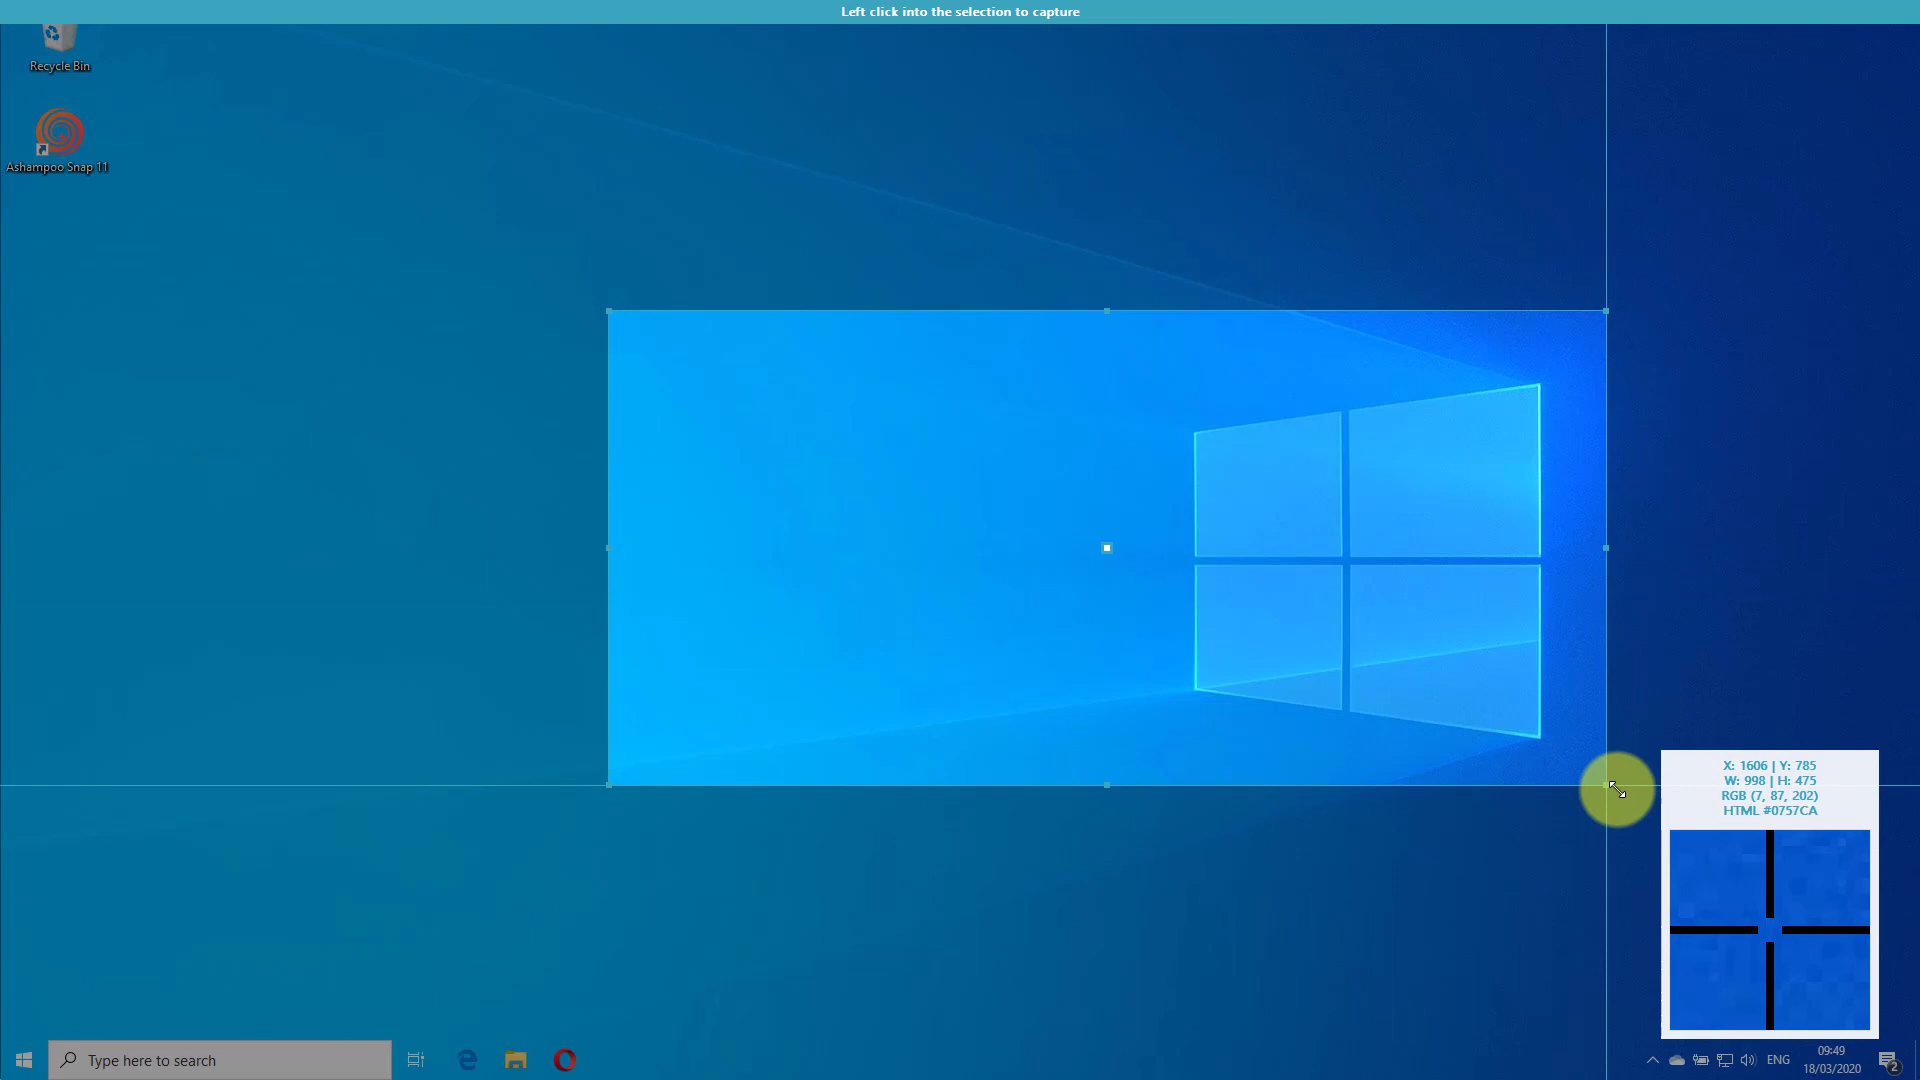 Left click into the selection to capture
Recycle Bin
Ashampoo Snap 11
X: 1606 | Y: 785
W: 998 | H: 475
RGB (7, 87, 202)
HTML #0757CA
Type here to search
ENG
09:49
18/03/2020
2